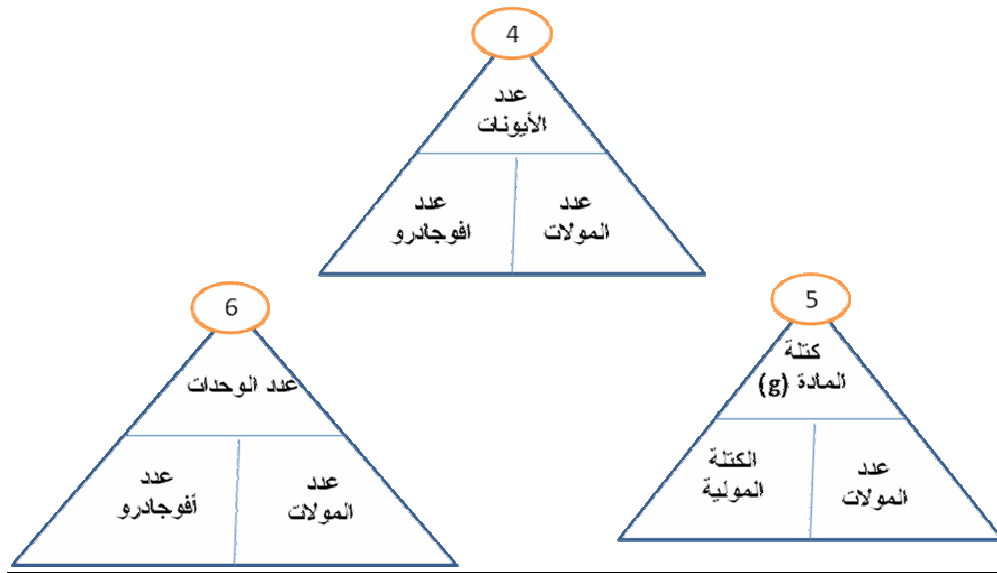 4
عدد
الأيونات
عدد
المولات
عدد
افوجادرو
5
كتلة
المادة (g)
عدد
المولات
الكتلة
المولية
6
عدد الوحدات
عدد
المولات
عدد
أفوجادرو